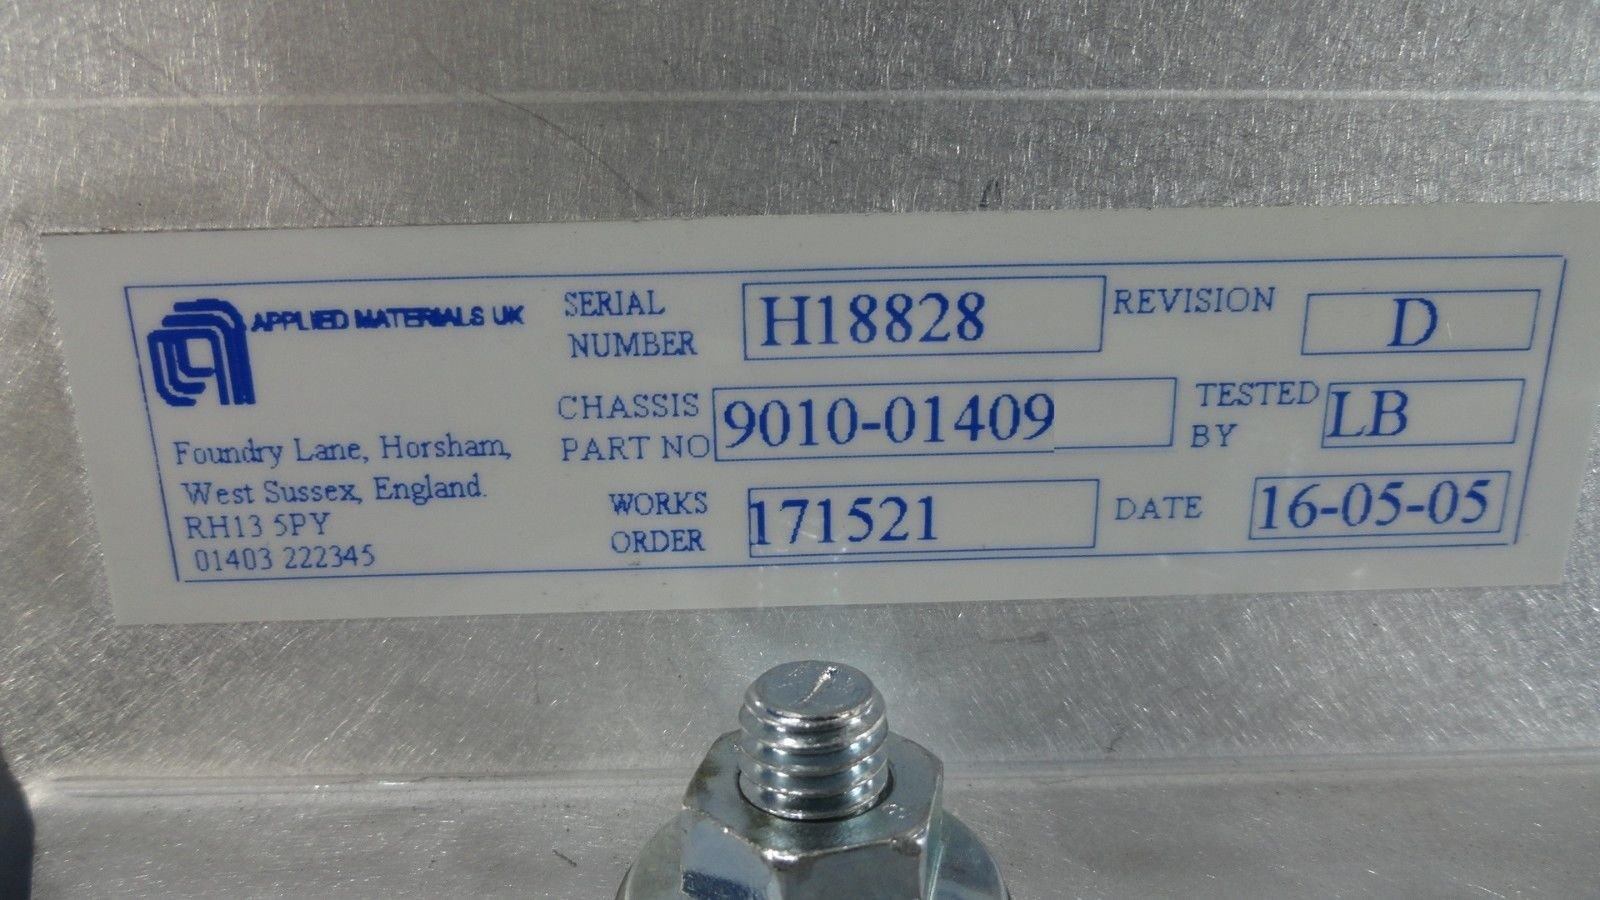 APPLIED MATERIALS UK
Foundry Lane, Horsham,
West Sussex, England.
RH13 5PY
01403 222345
SERIAL NUMBER H18828
REVISION D
CHASSIS PART NO 9010-01409
TESTED BY LB
WORKS ORDER 171521
DATE 16-05-05